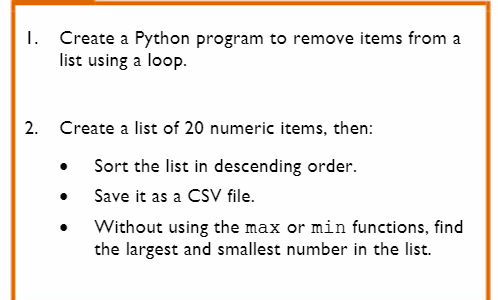 1. Create a Python program to remove items from a
list using a loop.
2. Create a list of 20 numeric items, then:
• Sort the list in descending order.
• Save it as a CSV file.
• Without using the max or min functions, find
the largest and smallest number in the list.